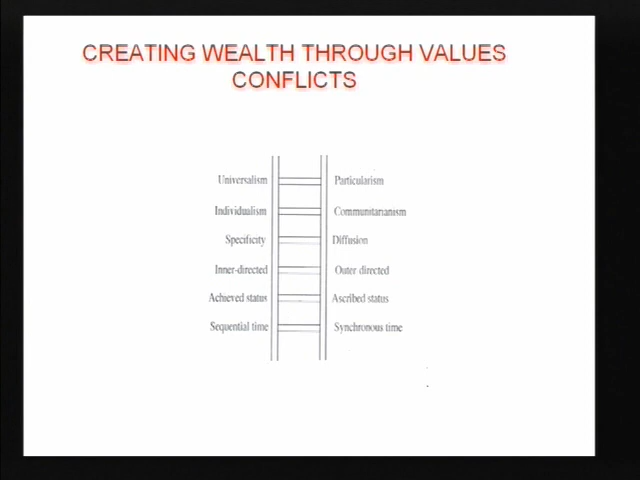 CREATING WEALTH THROUGH VALUES
CONFLICTS
Universalism Particularism
Individualism Communitarianism
Specificity Diffusion
Inner-directed Outer directed
Achieved status Ascribed status
Sequential time Synchronous time